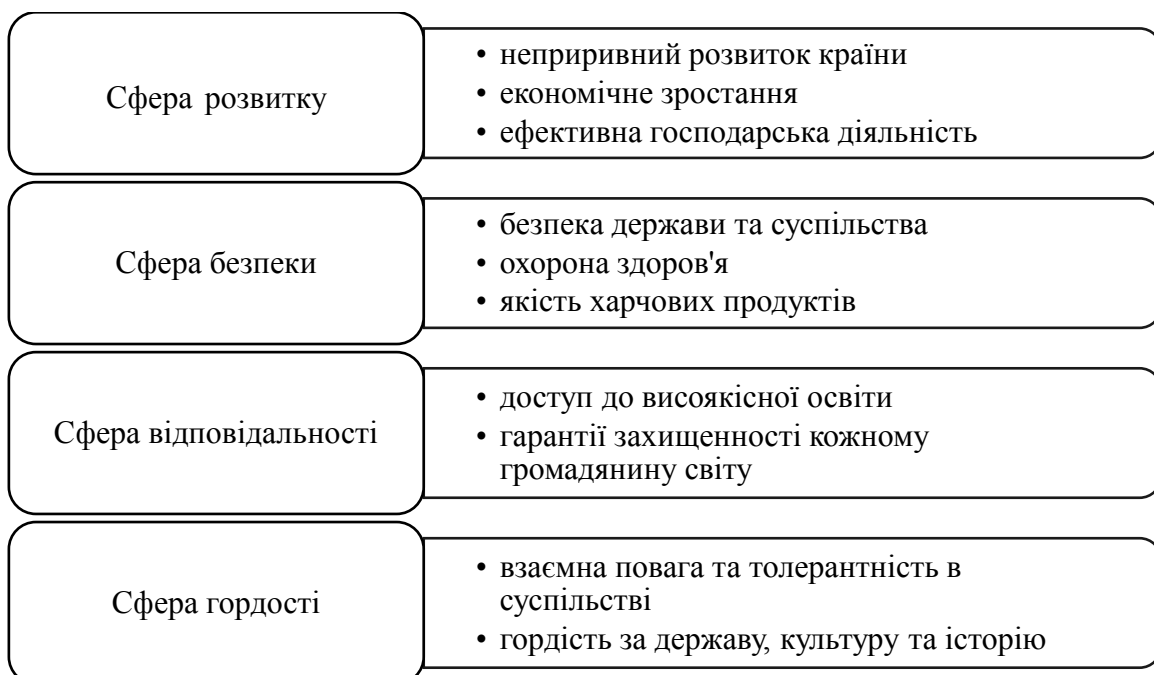 Сфера розвитку
• неприривний розвиток країни
• економічне зростання
• ефективна господарська діяльність
Сфера безпеки
• безпека держави та суспільства
• охорона здоров'я
• якість харчових продуктів
Сфера відповідальності
• доступ до висоякісної освіти
• гарантії захищенності кожному
громадянину світу
Сфера гордості
• взаємна повага та толерантність в
суспільстві
• гордість за державу, культуру та історію